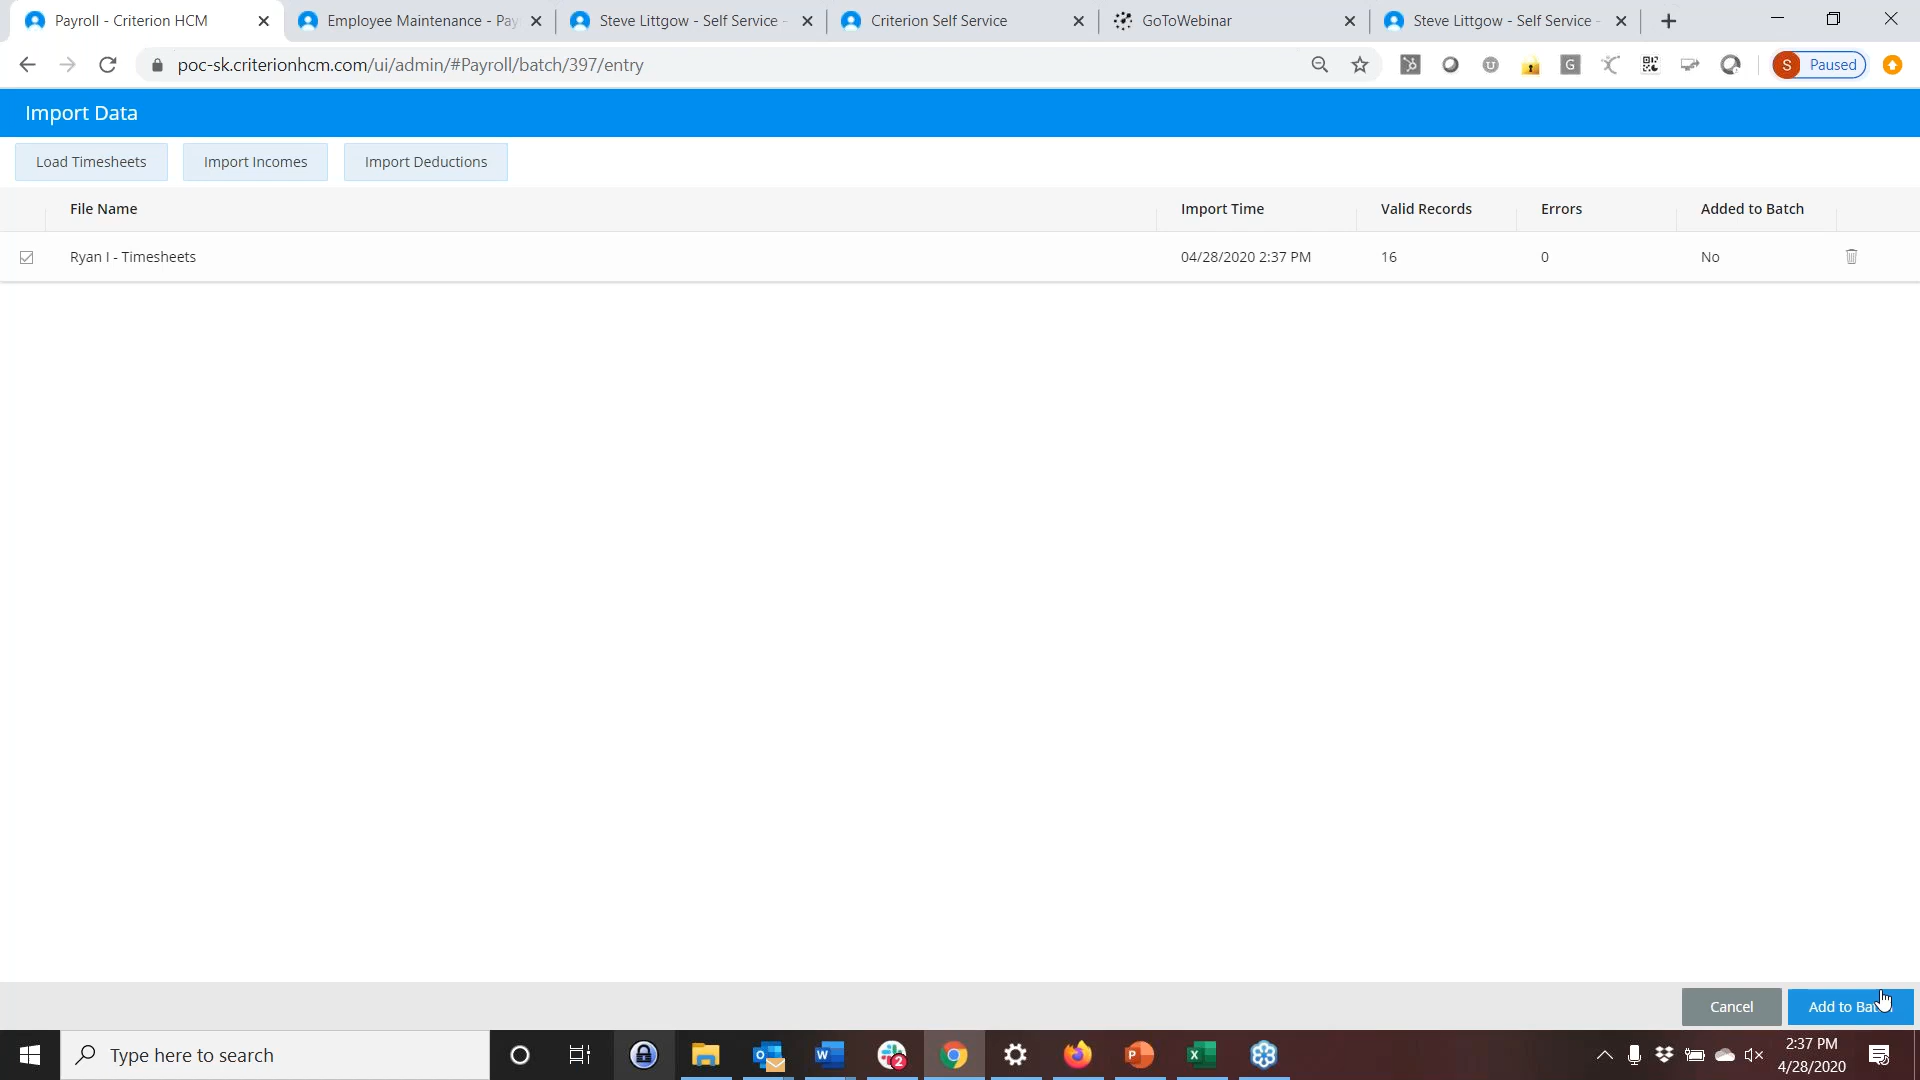 Payroll - Criterion HCM
Employee Maintenance - Pay
Steve Littgow - Self Service -
Criterion Self Service
GoToWebinar
Steve Littgow - Self Service -
poc-sk.criterionhcm.com/ui/admin/#Payroll/batch/397/entry
S Paused
Import Data
Load Timesheets
Import Incomes
Import Deductions
File Name
Import Time
Valid Records
Errors
Added to Batch
Ryan I - Timesheets
04/28/2020 2:37 PM
16
0
No
Cancel
Add to
Type here to search
2
2:37 PM
4/28/2020